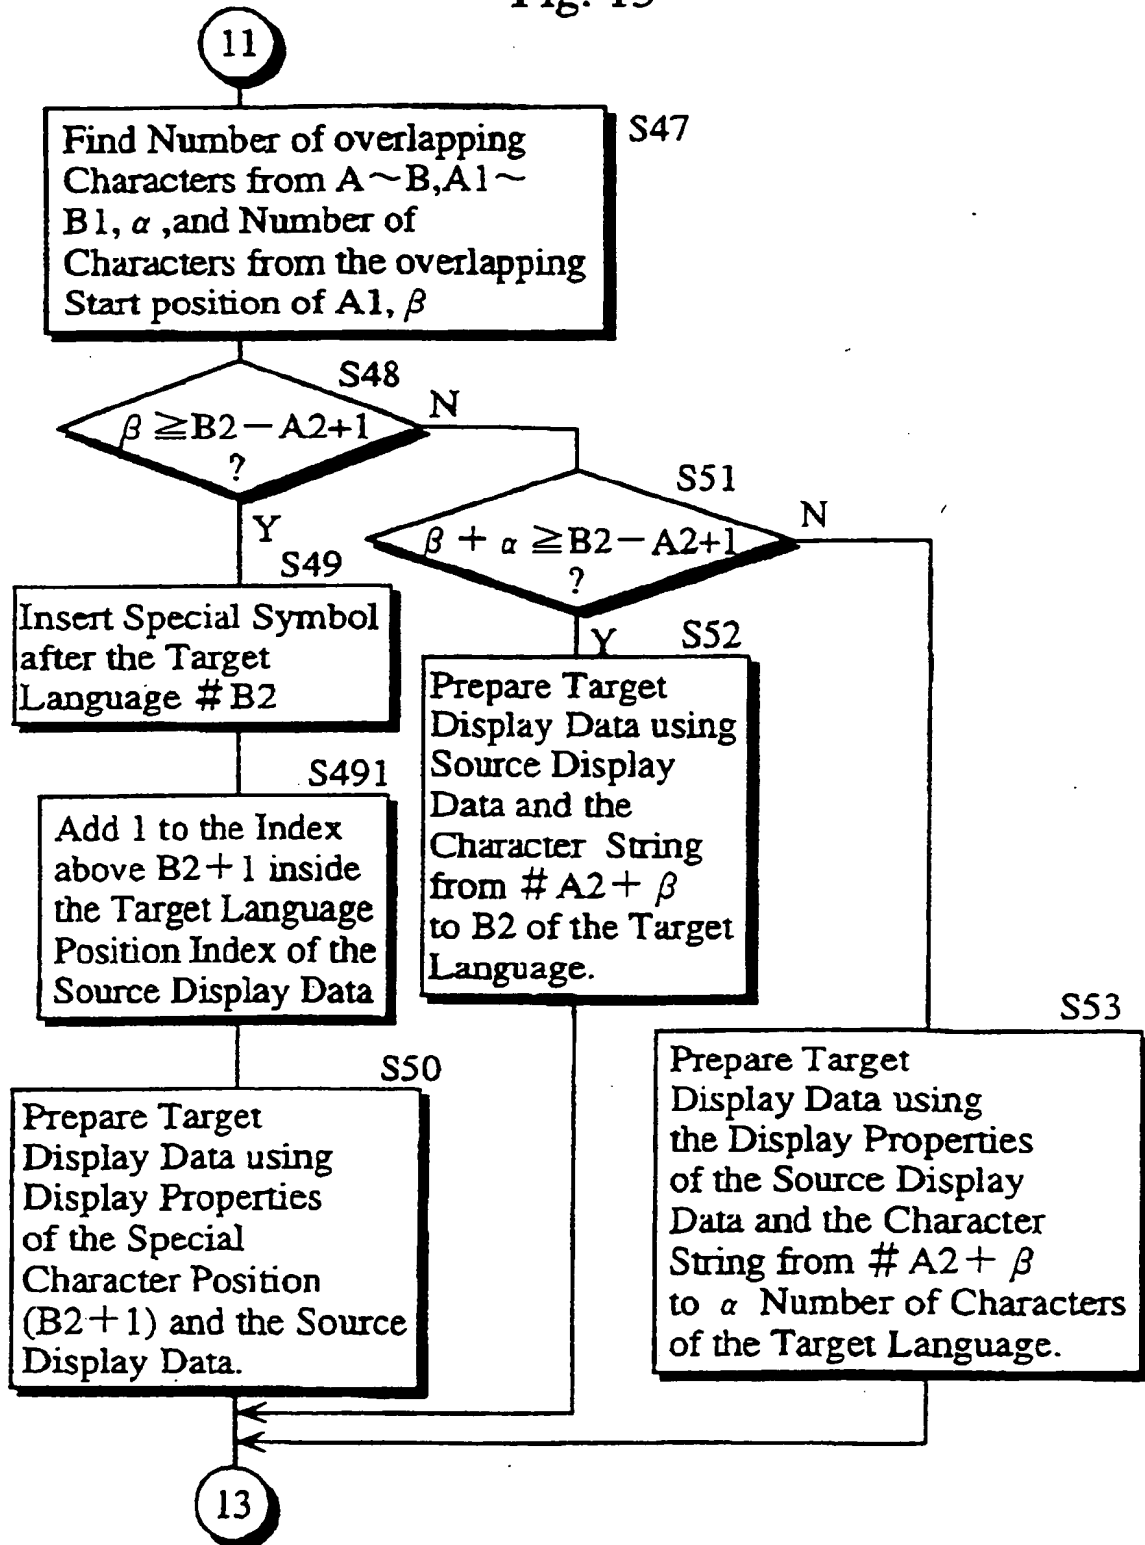 11
S47
Find Number of overlapping
Characters from A~B,A1~
B1, α ,and Number of
Characters from the overlapping
Start position of A1, β
S48
N
β ≧B2-A2+1
?
Y
S51
N
β + α ≧B2-A2+1
?
Y
S49
Insert Special Symbol
after the Target
Language #B2
S52
Prepare Target
Display Data using
Source Display
Data and the
Character String
from #A2+ β
to B2 of the Target
Language.
S491
Add 1 to the Index
above B2+1 inside
the Target Language
Position Index of the
Source Display Data
S53
Prepare Target
Display Data using
the Display Properties
of the Source Display
Data and the Character
String from #A2+ β
to α Number of Characters
of the Target Language.
S50
Prepare Target
Display Data using
Display Properties
of the Special
Character Position
(B2+1) and the Source
Display Data.
13